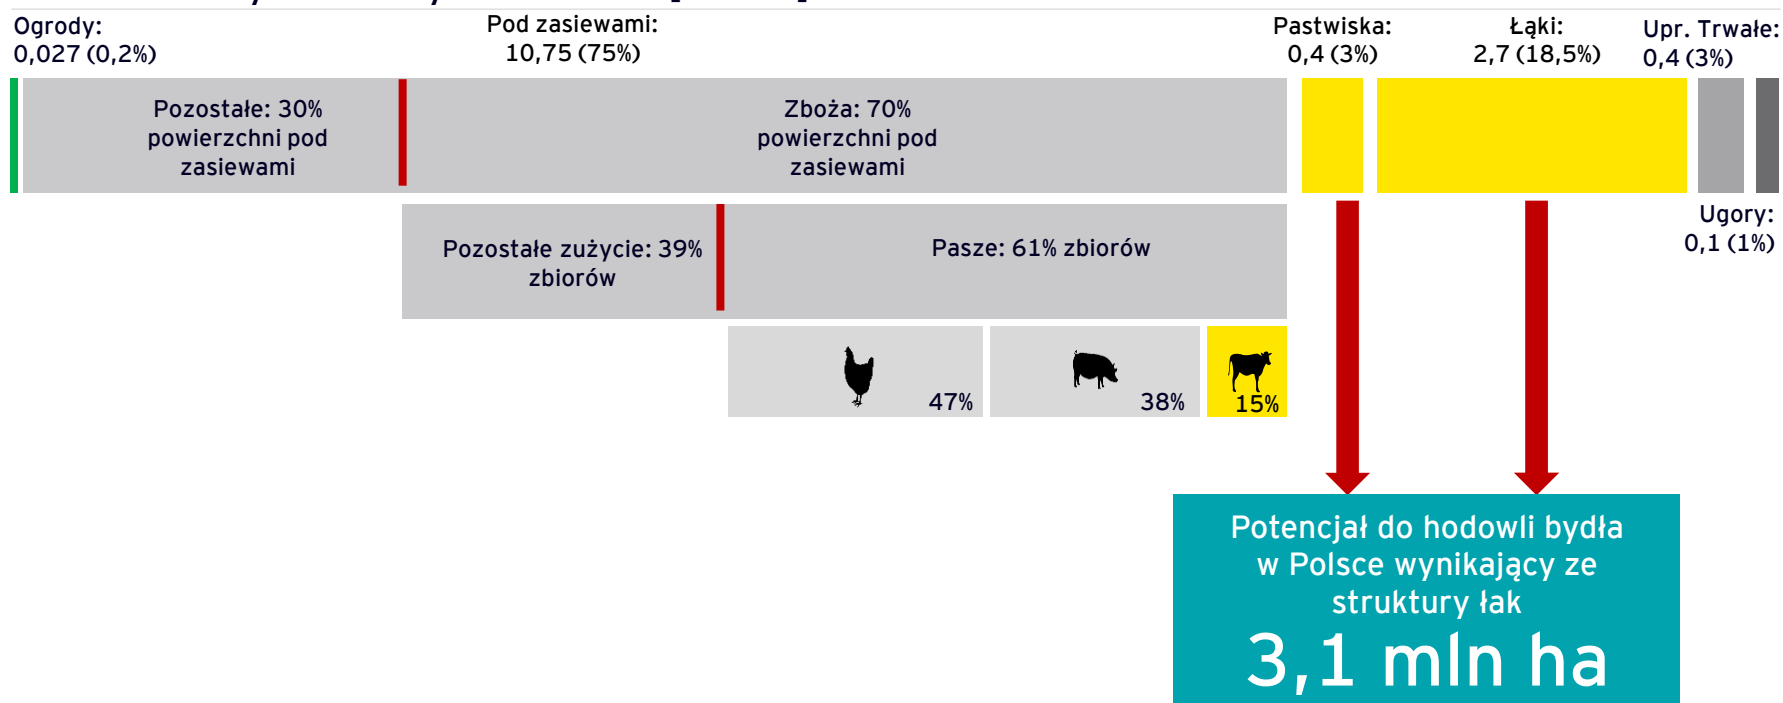 Ogrody:
0,027 (0,2%)
Pod zasiewami:
10,75 (75%)
Pastwiska:
0,4 (3%)
Łąki:
2,7 (18,5%)
Upr. Trwałe:
0,4 (3%)
Pozostałe: 30%
powierzchni pod
zasiewami
Zboża: 70%
powierzchni pod
zasiewami
Ugory:
0,1 (1%)
Pozostałe zużycie: 39%
zbiorów
Pasze: 61% zbiorów
47%
38%
15%
Potencjał do hodowli bydła
w Polsce wynikający ze
struktury łak
3,1 mln ha